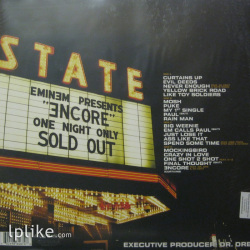 STATE
EMINEM PRESENTS
"ƎNCORE"
ONE NIGHT ONLY
SOLD OUT
CURTAINS UP
EVIL DEEDS
NEVER ENOUGH
YELLOW BRICK ROAD
LIKE TOY SOLDIERS
MOSH
PUKE
MY 1ST SINGLE
PAUL
RAIN MAN
BIG WEENIE
EM CALLS PAUL
JUST LOSE IT
ASS LIKE THAT
SPEND SOME TIME
MOCKINGBIRD
CRAZY IN LOVE
ONE SHOT 2 SHOT
FINAL THOUGHT
ƎNCORE
lplike.com
EXECUTIVE PRODUCER DR. DRE